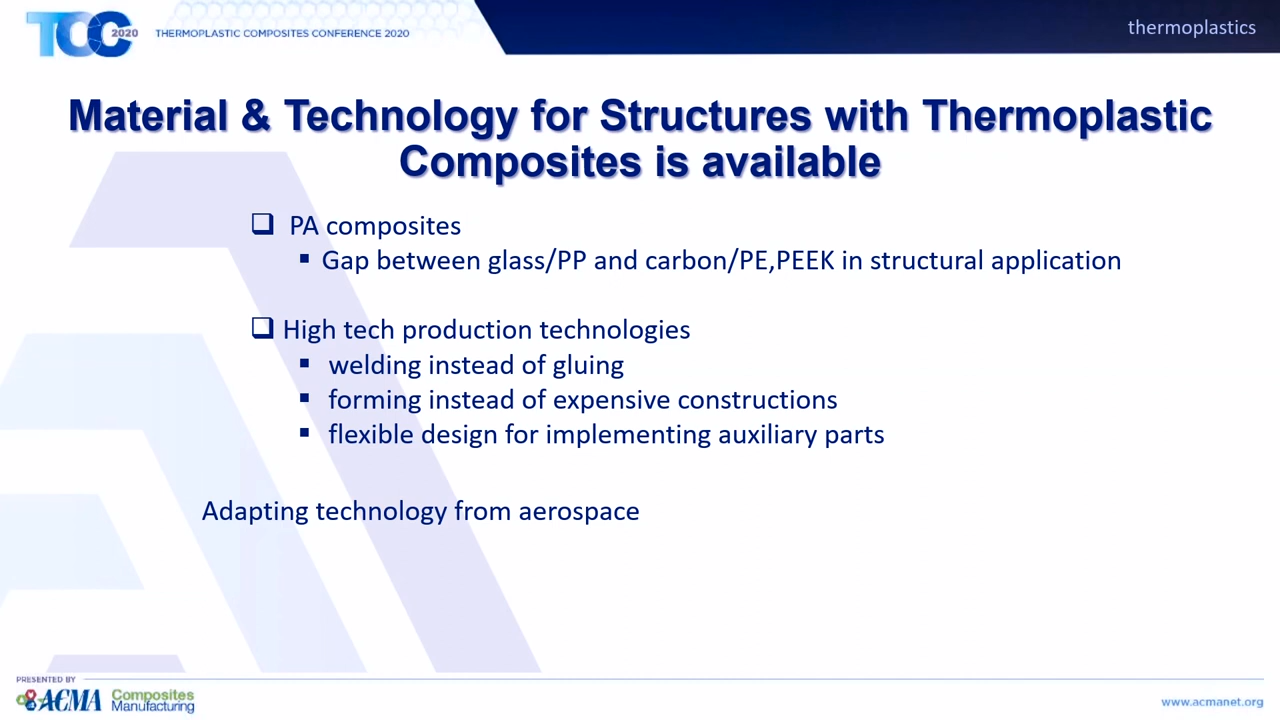 TCC 2020
THERMOPLASTIC COMPOSITES CONFERENCE 2020
thermoplastics
Material & Technology for Structures with Thermoplastic
Composites is available
PA composites
Gap between glass/PP and carbon/PE,PEEK in structural application
High tech production technologies
welding instead of gluing
forming instead of expensive constructions
flexible design for implementing auxiliary parts
Adapting technology from aerospace
PRESENTED BY
ACMA Composites
Manufacturing
www.acmanet.org